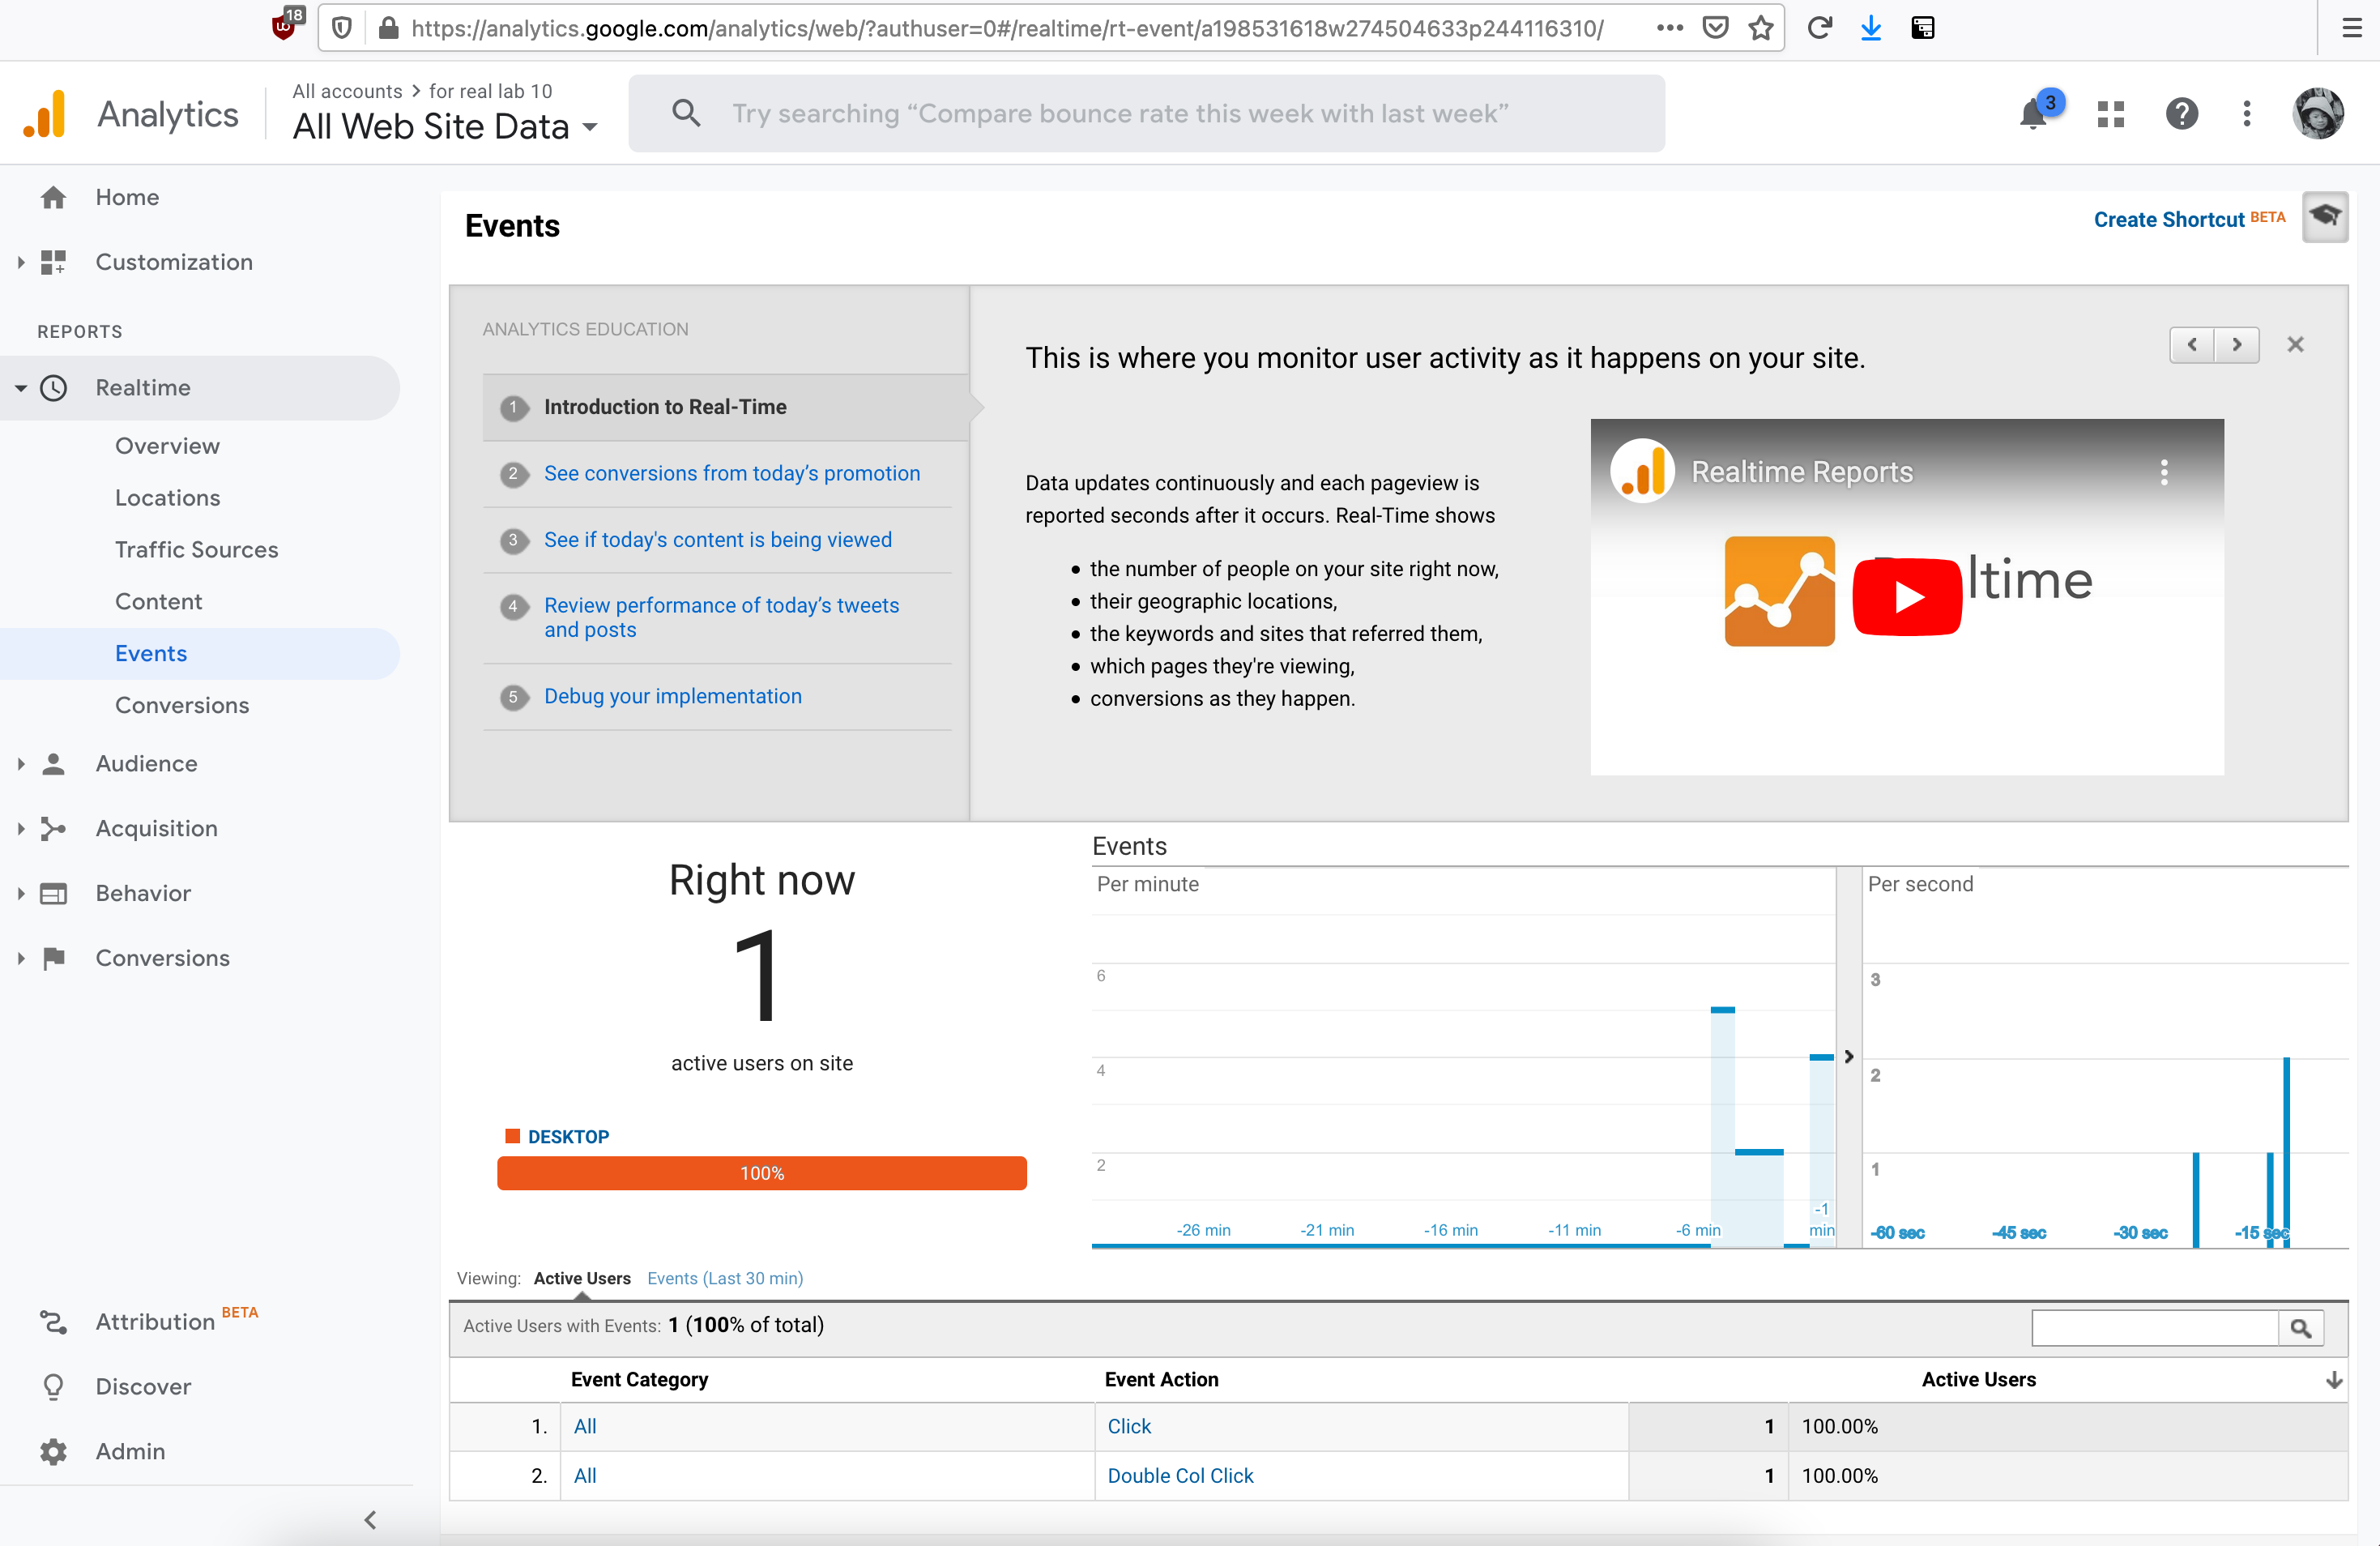 18
https://analytics.google.com/analytics/web/?authuser=0#/realtime/rt-event/a198531618w274504633p244116310/
Analytics
All accounts > for real lab 10
All Web Site Data
Try searching “Compare bounce rate this week with last week”
3
Home
Customization
REPORTS
Realtime
Overview
Locations
Traffic Sources
Content
Events
Conversions
Audience
Acquisition
Behavior
Conversions
Attribution BETA
Discover
Admin
Events
Create Shortcut BETA
ANALYTICS EDUCATION
1 Introduction to Real-Time
2 See conversions from today’s promotion
3 See if today's content is being viewed
4 Review performance of today’s tweets
and posts
5 Debug your implementation
This is where you monitor user activity as it happens on your site.
Data updates continuously and each pageview is
reported seconds after it occurs. Real-Time shows
• the number of people on your site right now,
• their geographic locations,
• the keywords and sites that referred them,
• which pages they're viewing,
• conversions as they happen.
Realtime Reports
ltime
Right now
1
active users on site
DESKTOP
100%
Events
Per minute
6
4
2
-26 min -21 min -16 min -11 min -6 min -1 min
Per second
3
2
1
-60 sec -45 sec -30 sec -15 sec
Viewing: Active Users Events (Last 30 min)
Active Users with Events: 1 (100% of total)
Event Category Event Action Active Users
1. All Click 1 100.00%
2. All Double Col Click 1 100.00%